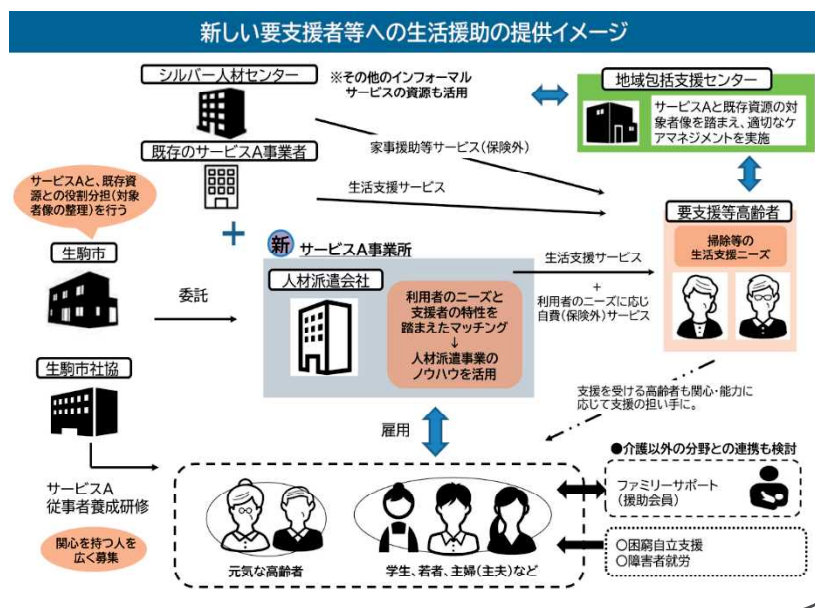 新しい要支援者等への生活援助の提供イメージ
シルバー人材センター
※その他のインフォーマル
サービスの資源も活用
地域包括支援センター
サービスAと既存資源の対
象者像を踏まえ、適切なケ
アマネジメントを実施
既存のサービスA事業者
家事援助等サービス(保険外)
生活支援サービス
サービスAと、既存資
源との役割分担(対象
者像の整理)を行う
生駒市
+
新 サービスA事業所
人材派遣会社
利用者のニーズと
支援者の特性を
踏まえたマッチング
↓
人材派遣事業の
ノウハウを活用
委託
生活支援サービス
+
利用者のニーズに応じ
自費(保険外)サービス
要支援等高齢者
掃除等の
生活支援ニーズ
生駒市社協
雇用
支援を受ける高齢者も関心・能力に
応じて支援の担い手に。
サービスA
従事者養成研修
関心を持つ人を
広く募集
元気な高齢者
学生、若者、主婦(主夫)など
●介護以外の分野との連携も検討
ファミリーサポート
(援助会員)
○困窮自立支援
○障害者就労